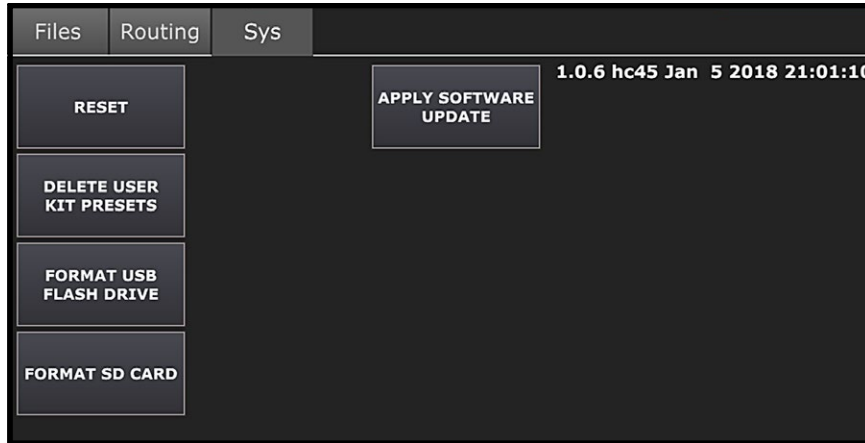 Files Routing Sys
RESET
APPLY SOFTWARE
UPDATE
1.0.6 hc45 Jan 5 2018 21:01:10
DELETE USER
KIT PRESETS
FORMAT USB
FLASH DRIVE
FORMAT SD CARD